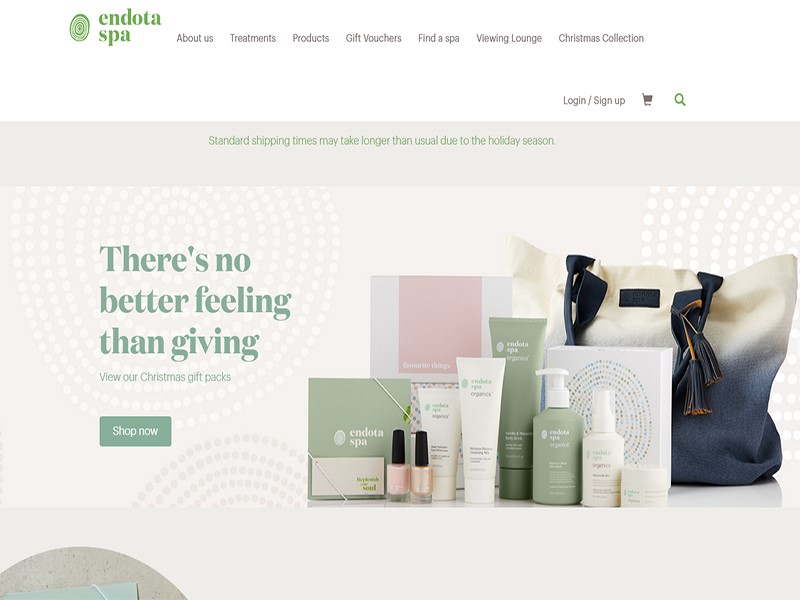 endota
spa
About us
Treatments
Products
Gift Vouchers
Find a spa
Viewing Lounge
Christmas Collection
Login / Sign up
Standard shipping times may take longer than usual due to the holiday season.
There's no
better feeling
than giving
View our Christmas gift packs
Shop now
favourite things
endota
spa
Replenish
your
soul
endota
spa
organics
endota
spa
organics
endota
spa
organics
endota
spa
organics
endota
spa
organics
endota
spa
endota
spa